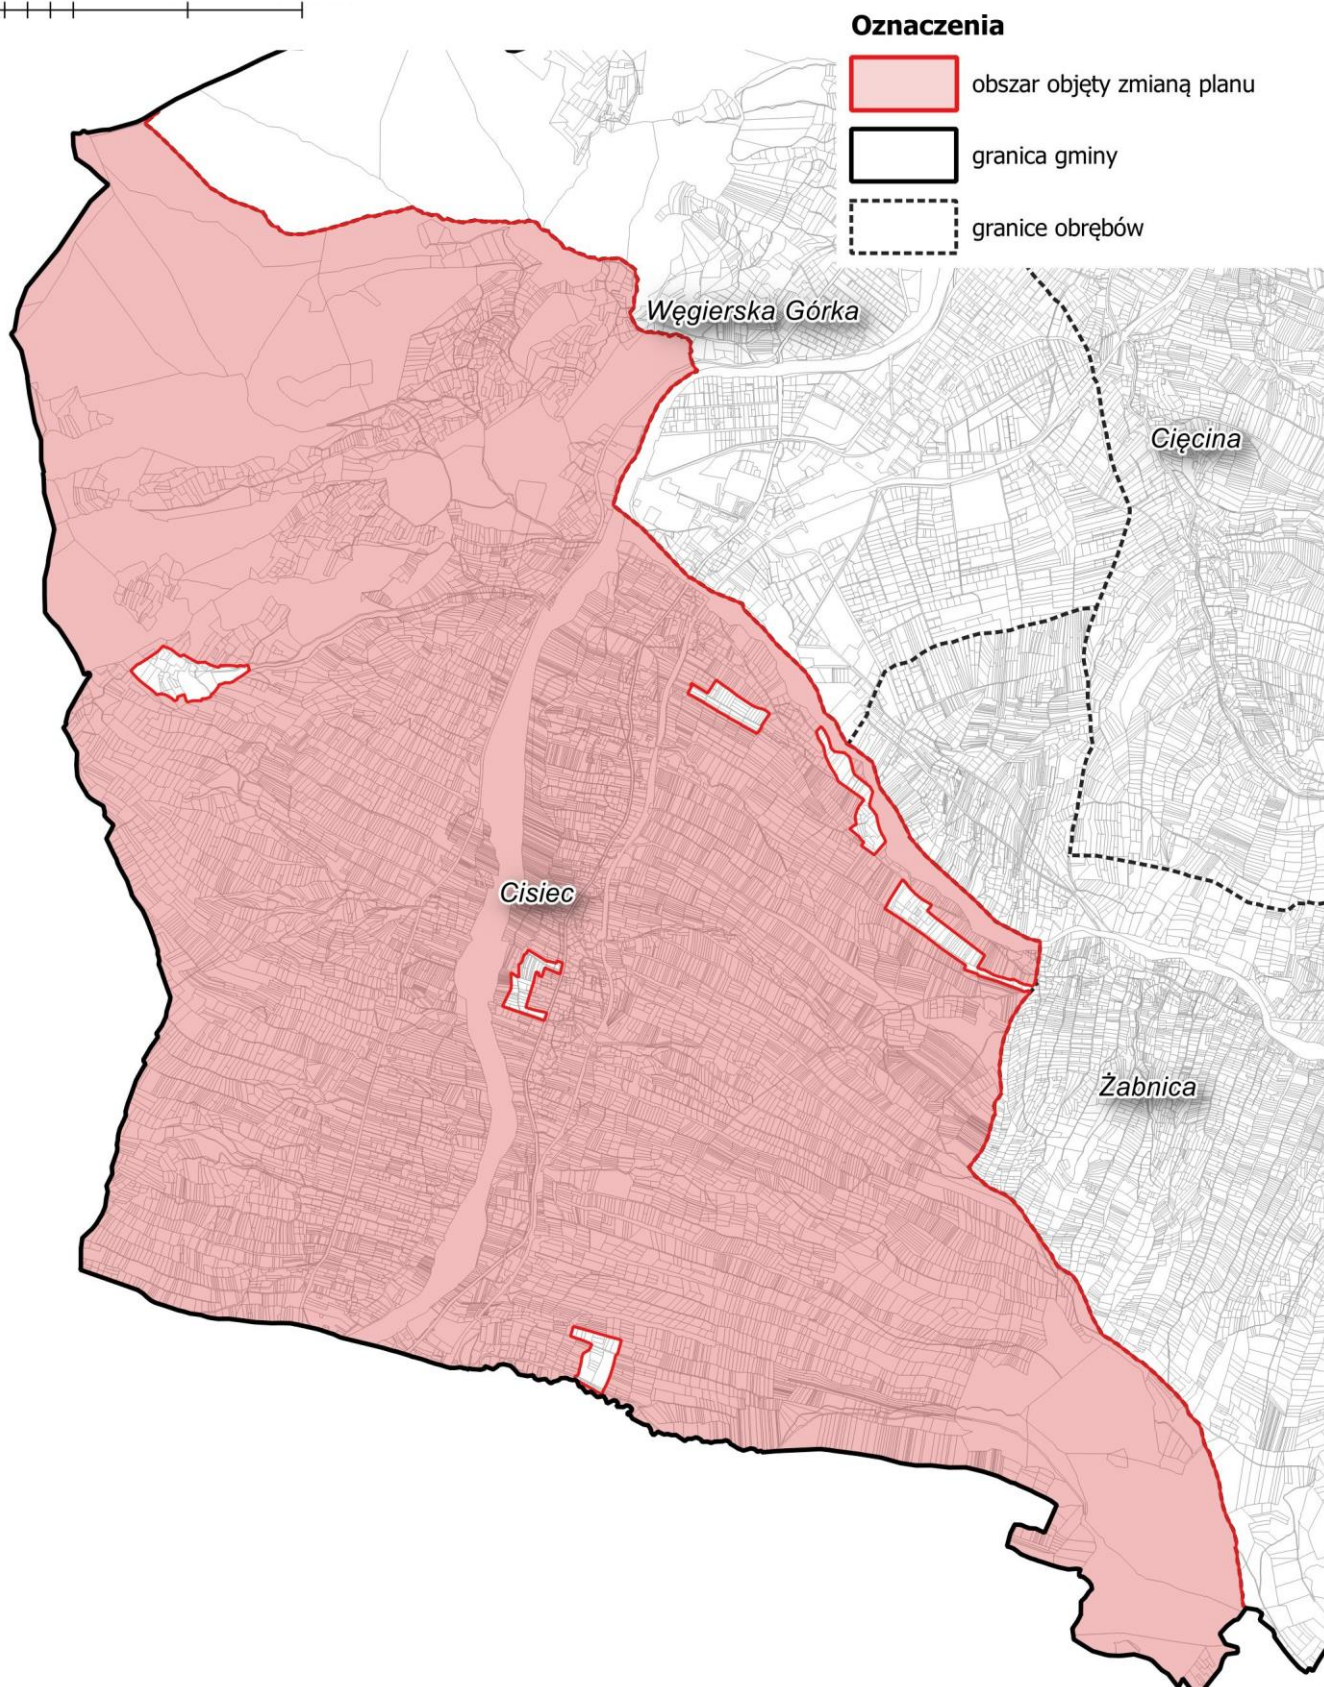 Oznaczenia
obszar objęty zmianą planu
granica gminy
granice obrębów
Węgierska Górka
Cięcina
Cisiec
Żabnica